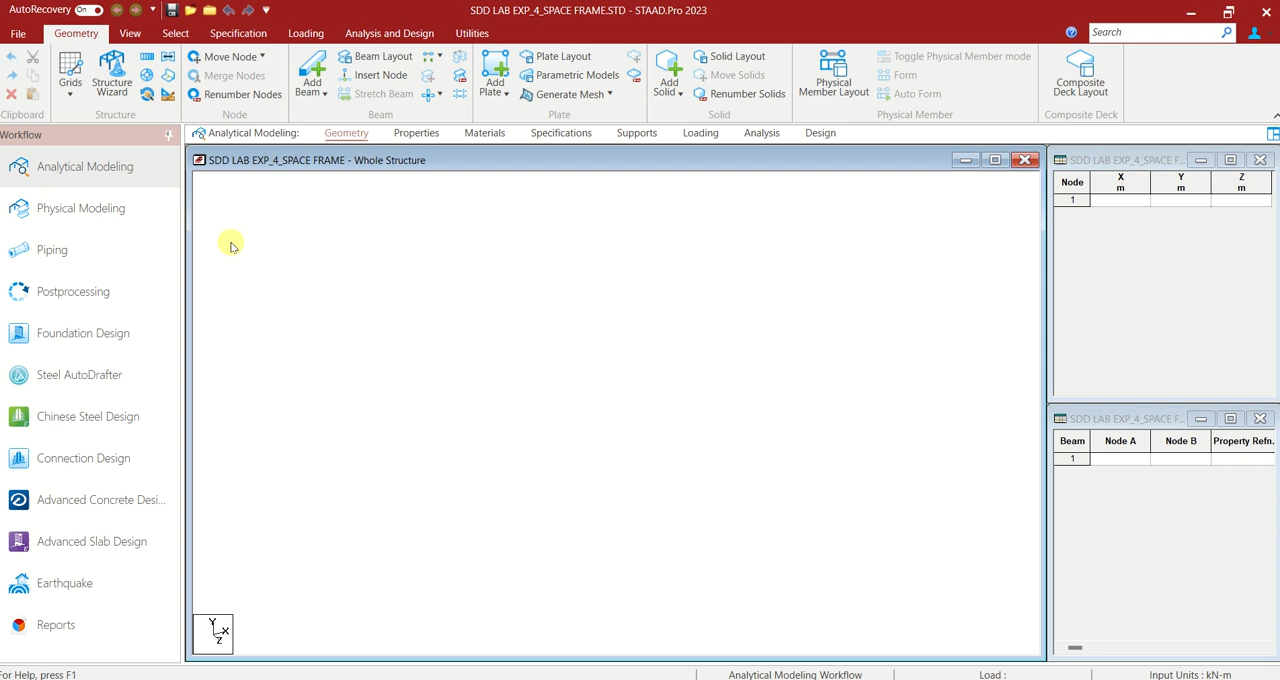 AutoRecovery On
SDD LAB EXP_4_SPACE FRAME.STD - STAAD.Pro 2023
File Geometry View Select Specification Loading Analysis and Design Utilities
Search
Grids
Structure Wizard
Move Node
Merge Nodes
Renumber Nodes
Add Beam
Beam Layout
Insert Node
Stretch Beam
Add Plate
Plate Layout
Parametric Models
Generate Mesh
Add Solid
Solid Layout
Move Solids
Renumber Solids
Physical Member Layout
Toggle Physical Member mode
Form
Auto Form
Composite Deck Layout
Clipboard Structure Node Beam Plate Solid Physical Member Composite Deck
Workflow
Analytical Modeling: Geometry Properties Materials Specifications Supports Loading Analysis Design
Analytical Modeling
Physical Modeling
Piping
Postprocessing
Foundation Design
Steel AutoDrafter
Chinese Steel Design
Connection Design
Advanced Concrete Desi...
Advanced Slab Design
Earthquake
Reports
SDD LAB EXP_4_SPACE FRAME - Whole Structure
Y
X
Z
SDD LAB EXP_4_SPACE F...
Node X m Y m Z m
1
SDD LAB EXP_4_SPACE F...
Beam Node A Node B Property Refn.
1
For Help, press F1
Analytical Modeling Workflow
Load :
Input Units : kN-m